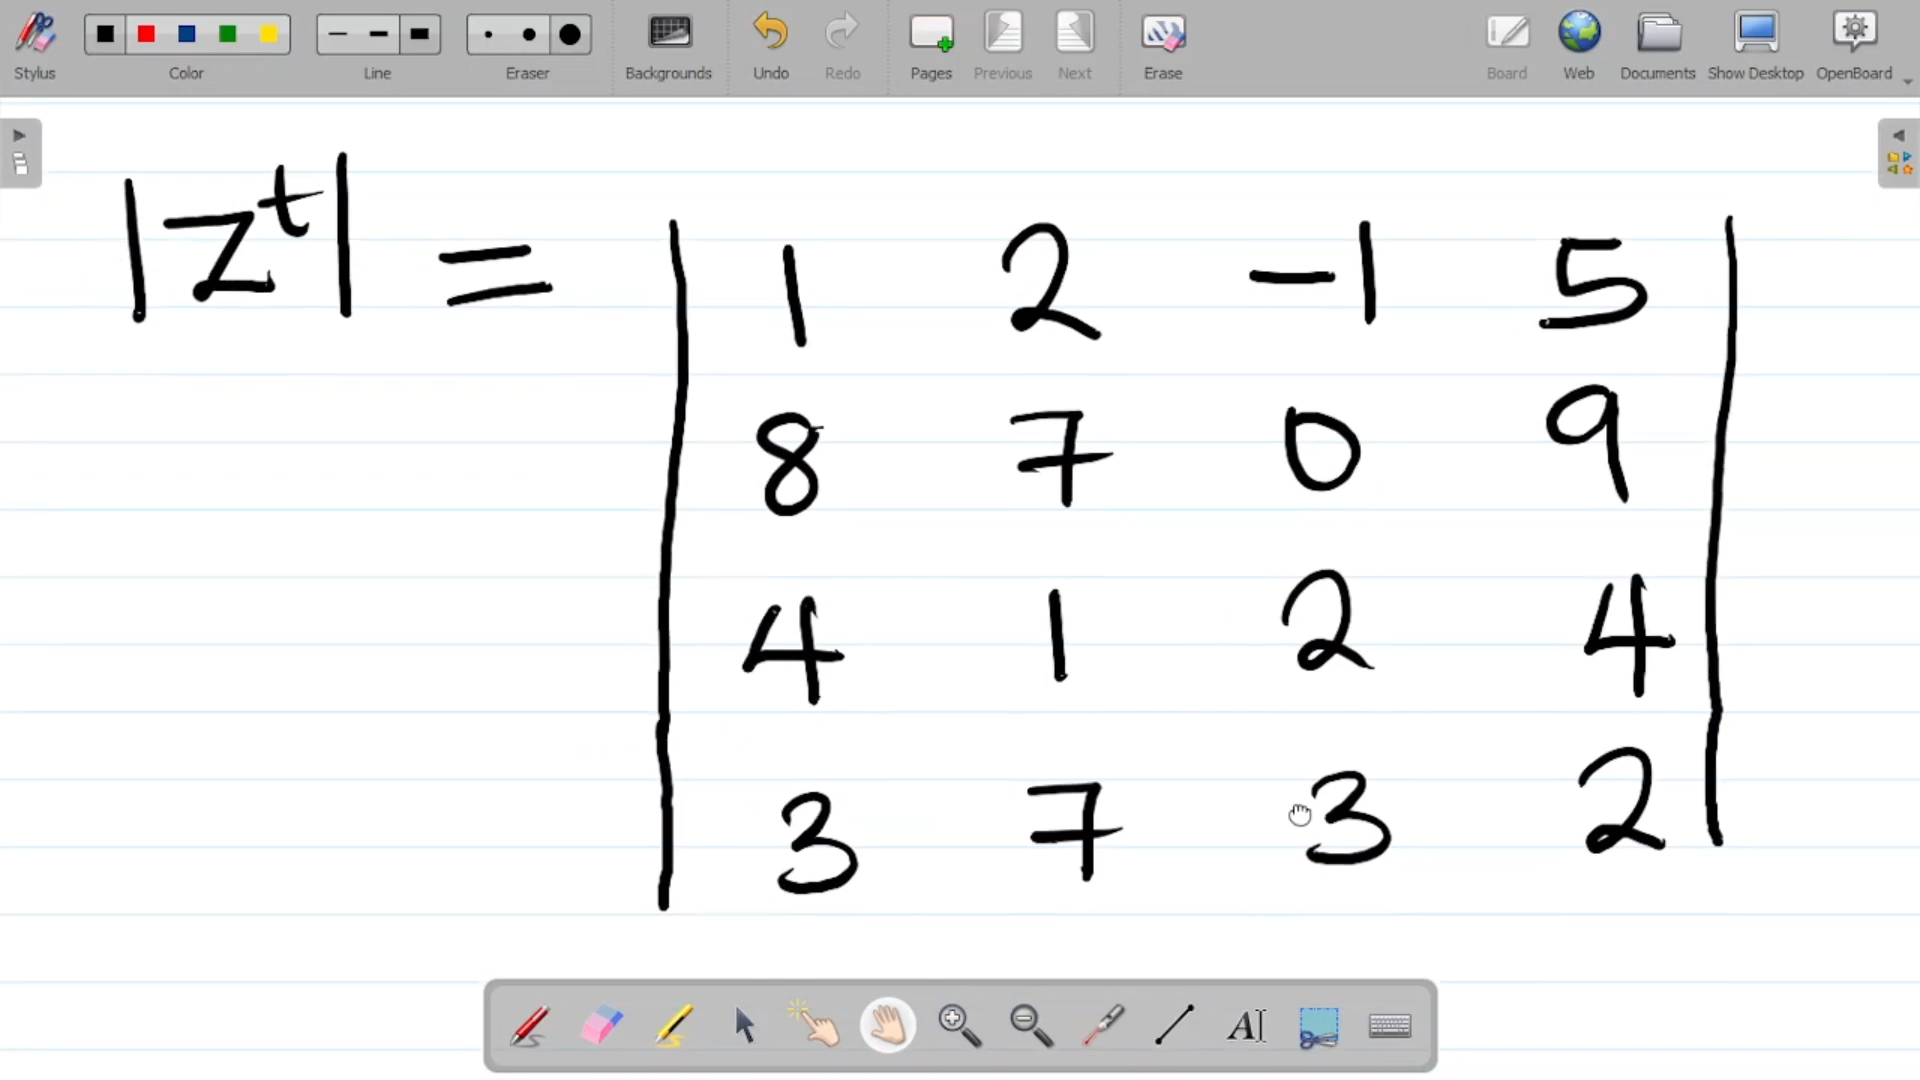 Stylus Color Line Eraser Backgrounds Undo Redo Pages Previous Next Erase Board Web Documents Show Desktop OpenBoard
|Z^t| = | 1 2 -1 5 |
8 7 0 9
4 1 2 4
3 7 3 2